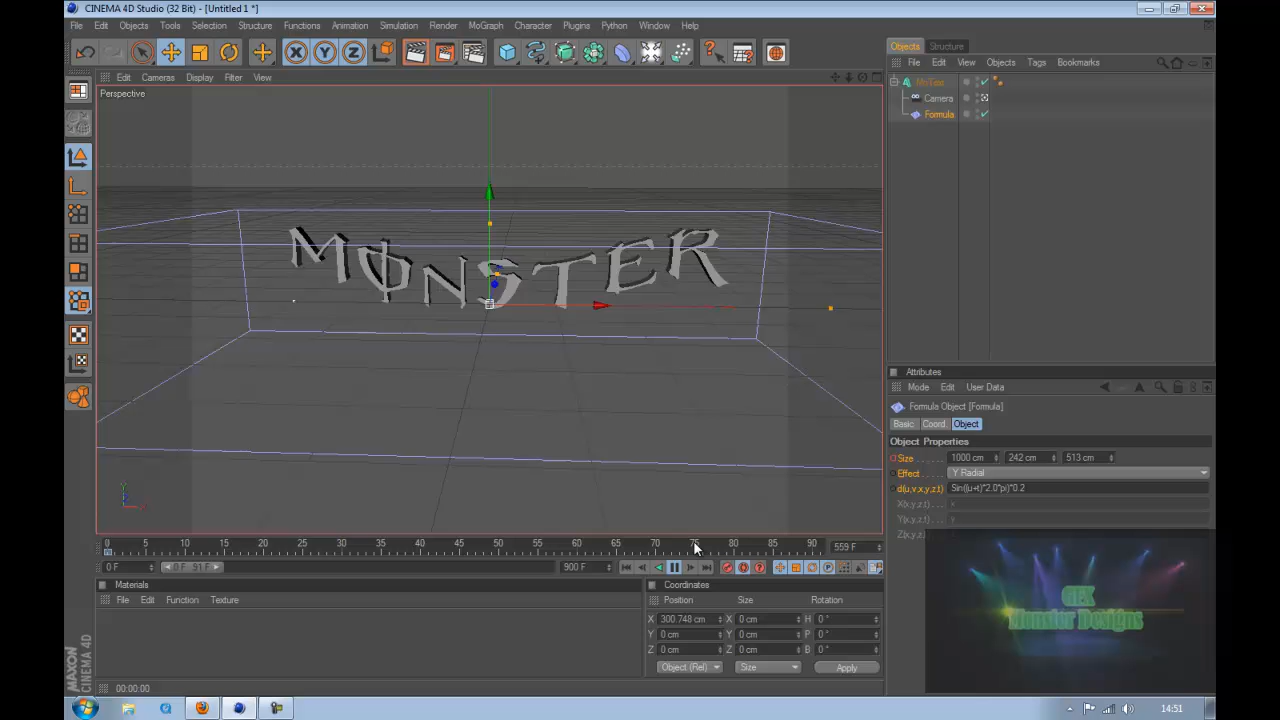 CINEMA 4D Studio (32 Bit) - [Untitled 1 *]
File Edit Objects Tools Selection Structure Functions Animation Simulation Render MoGraph Character Plugins Python Window Help
Edit Cameras Display Filter View
Perspective
MONSTER
0 5 10 15 20 25 30 35 40 45 50 55 60 65 70 75 80 85 90
559 F
0 F
0 F 91 F
900 F
Materials
File Edit Function Texture
Coordinates
Position Size Rotation
X 300.748 cm X 0 cm H 0 °
Y 0 cm Y 0 cm P 0 °
Z 0 cm Z 0 cm B 0 °
Object (Rel) Size Apply
00:00:00
MAXON
CINEMA 4D
Objects Structure
File Edit View Objects Tags Bookmarks
Camera
Formula
Attributes
Mode Edit User Data
Formula Object [Formula]
Basic Coord. Object
Object Properties
Size 1000 cm 242 cm 513 cm
Effect Y Radial
d(u,v,x,y,z,t) Sin((u+t)*2.0*pi)*0.2
X(x,y,z,t) x
Y(x,y,z,t) y
Z(x,y,z,t)
Monster Designs
14:51